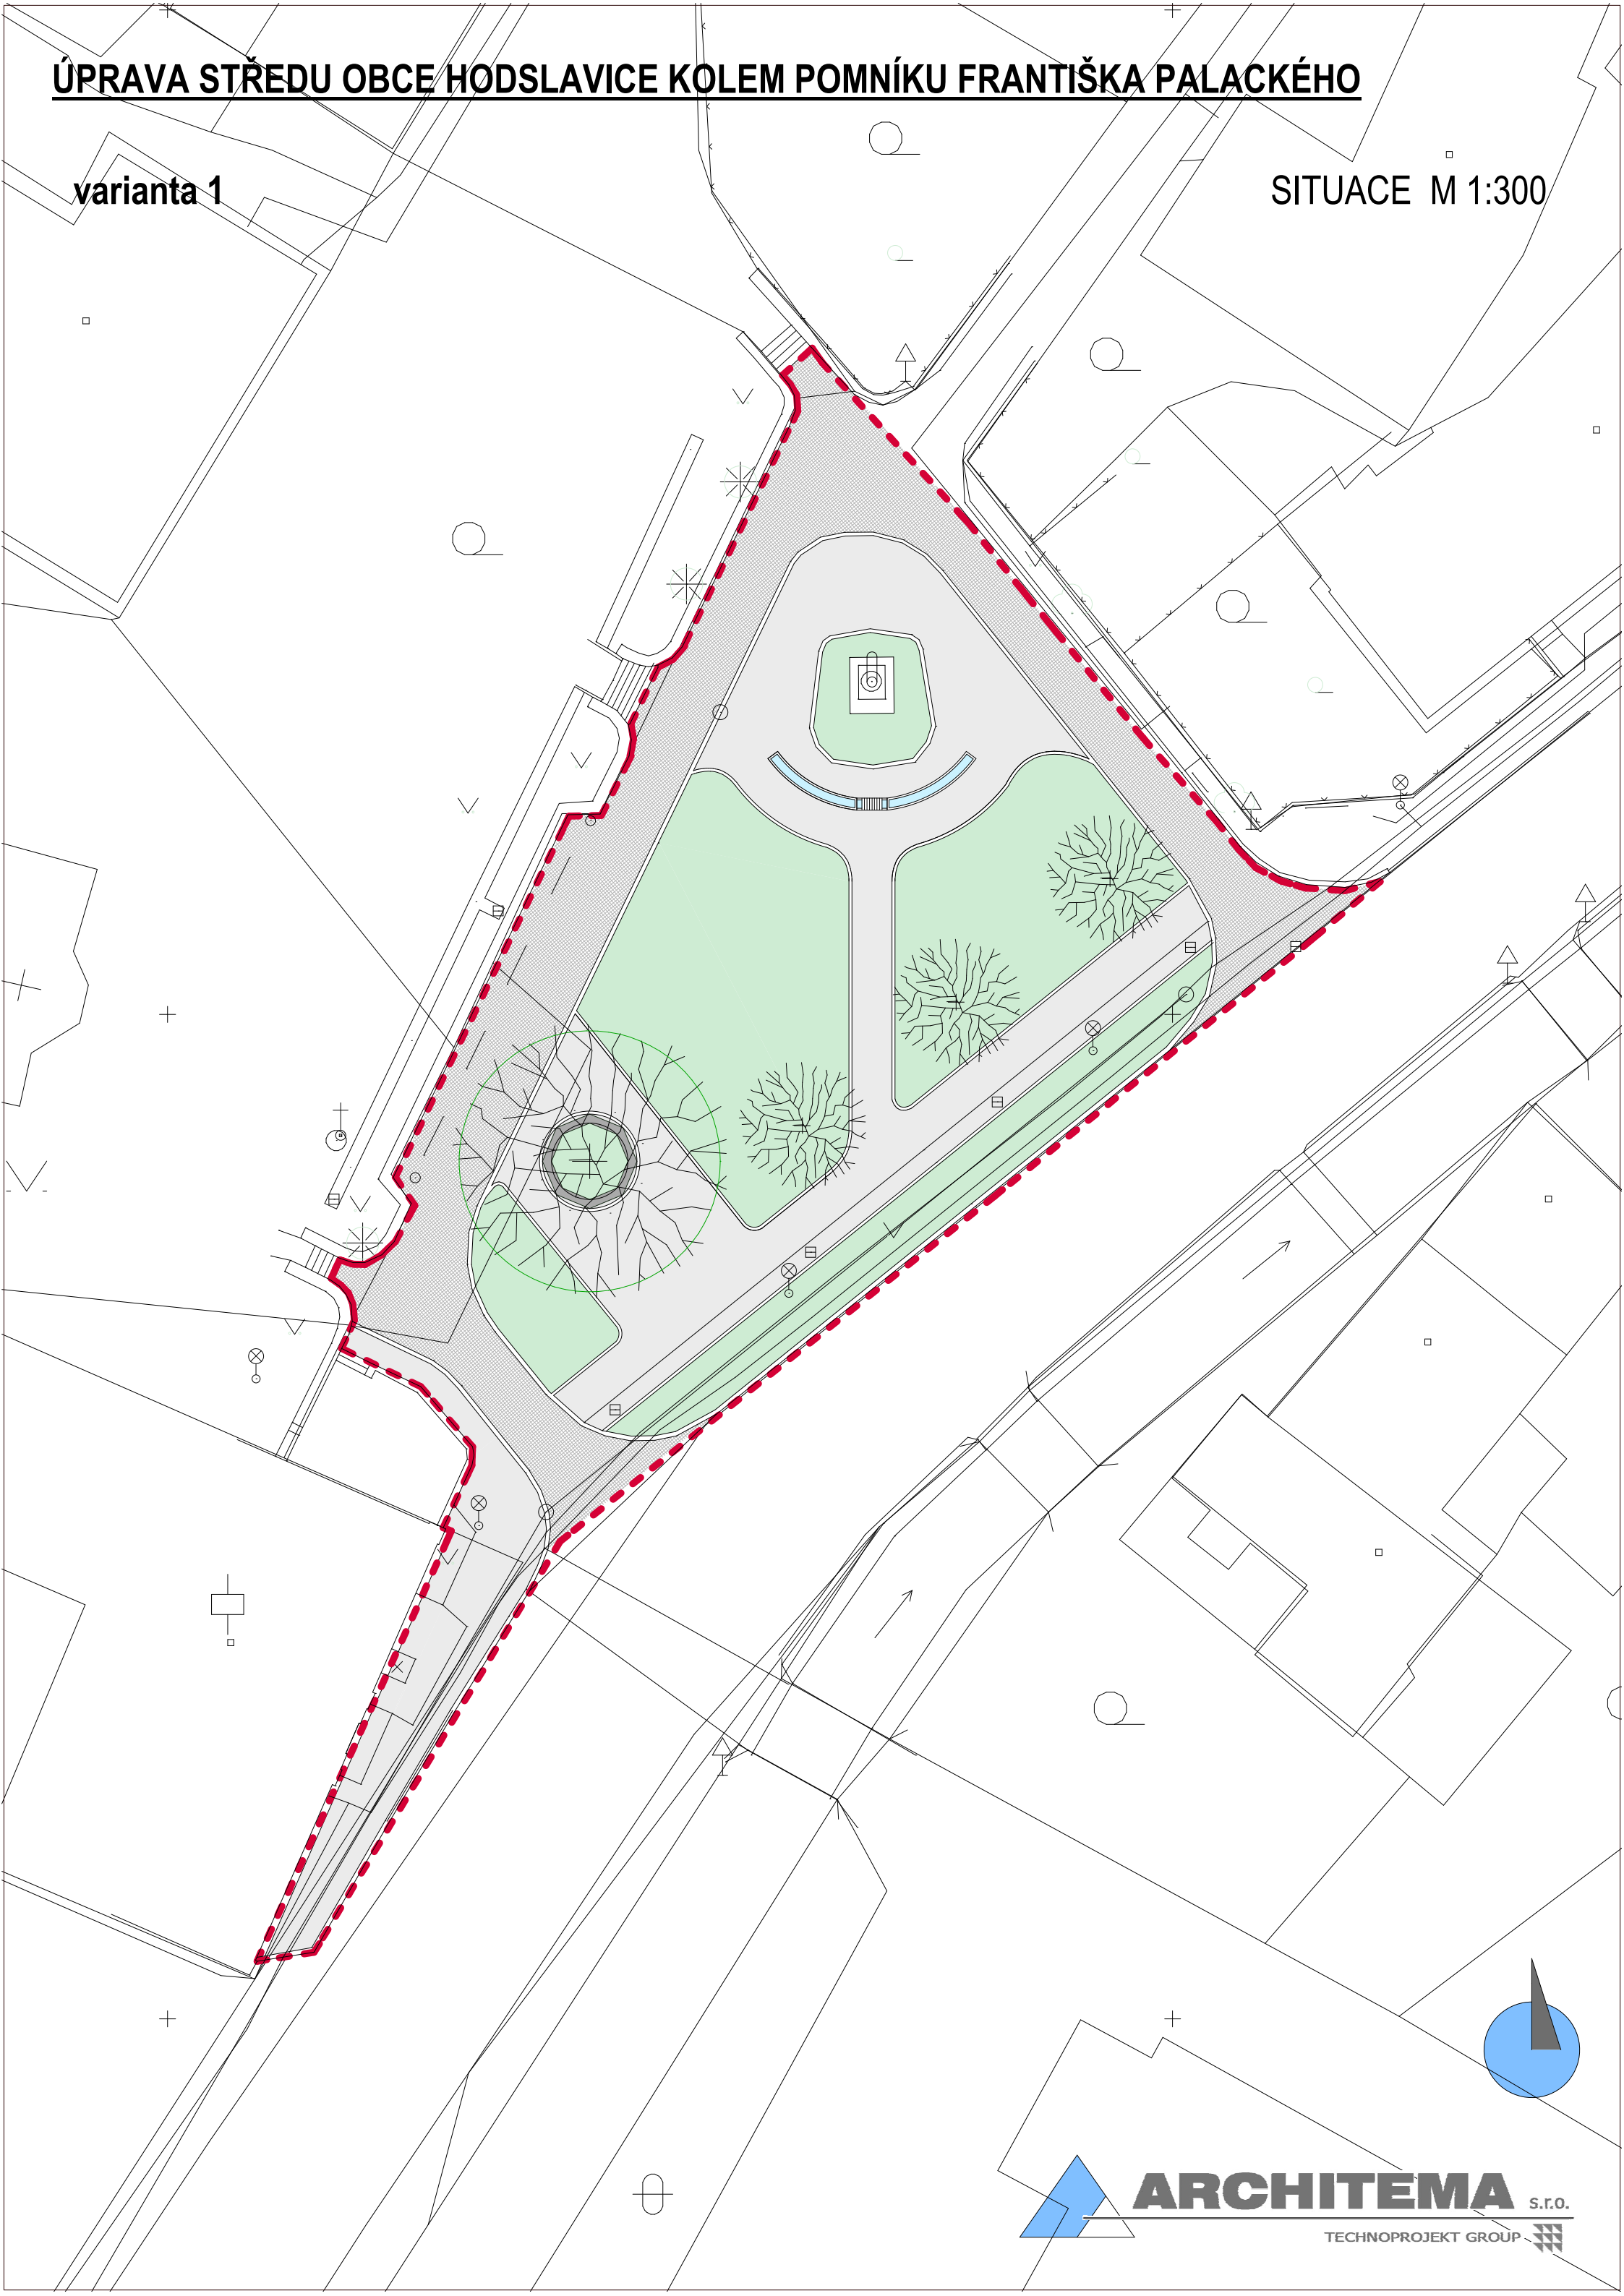 ÚPRAVA STŘEDU OBCE HODSLAVICE KOLEM POMNÍKU FRANTIŠKA PALACKÉHO
varianta 1
SITUACE M 1:300
ARCHITEMA s.r.o.
TECHNOPROJEKT GROUP